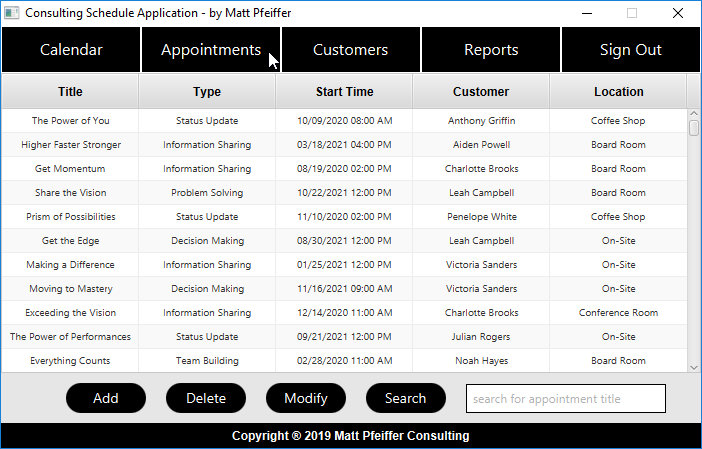 Consulting Schedule Application - by Matt Pfeiffer
Calendar Appointments Customers Reports Sign Out
Title Type Start Time Customer Location
The Power of You Status Update 10/09/2020 08:00 AM Anthony Griffin Coffee Shop
Higher Faster Stronger Information Sharing 03/18/2021 04:00 PM Aiden Powell Board Room
Get Momentum Information Sharing 08/19/2020 02:00 PM Charlotte Brooks Board Room
Share the Vision Problem Solving 10/22/2021 12:00 PM Leah Campbell Board Room
Prism of Possibilities Status Update 11/10/2020 02:00 PM Penelope White Coffee Shop
Get the Edge Decision Making 08/30/2021 12:00 PM Leah Campbell On-Site
Making a Difference Information Sharing 01/25/2021 12:00 PM Victoria Sanders On-Site
Moving to Mastery Decision Making 11/16/2021 09:00 AM Victoria Sanders On-Site
Exceeding the Vision Information Sharing 12/14/2020 11:00 AM Charlotte Brooks Conference Room
The Power of Performances Status Update 09/21/2021 12:00 PM Julian Rogers On-Site
Everything Counts Team Building 02/28/2020 11:00 AM Noah Hayes Board Room
Add Delete Modify Search search for appointment title
Copyright ® 2019 Matt Pfeiffer Consulting